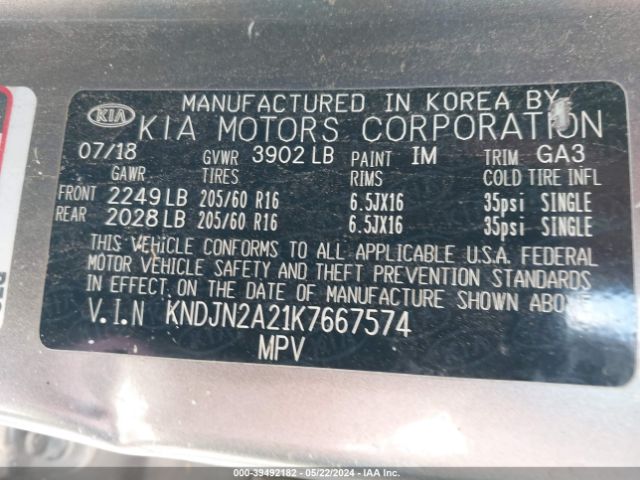 MANUFACTURED IN KOREA BY
KIA KIA MOTORS CORPORATION
07/18 GVWR 3902 LB PAINT IM TRIM GA3
GAWR TIRES RIMS COLD TIRE INFL
FRONT 2249 LB 205/60 R16 6.5JX16 35psi SINGLE
REAR 2028 LB 205/60 R16 6.5JX16 35psi SINGLE
THIS VEHICLE CONFORMS TO ALL APPLICABLE U.S.A. FEDERAL
MOTOR VEHICLE SAFETY AND THEFT PREVENTION STANDARDS
IN EFFECT ON THE DATE OF MANUFACTURE SHOWN ABOVE
V.I.N KNDJN2A21K7667574
MPV
© IAA - 39492182 - 05/22/2024 - IAA Inc.